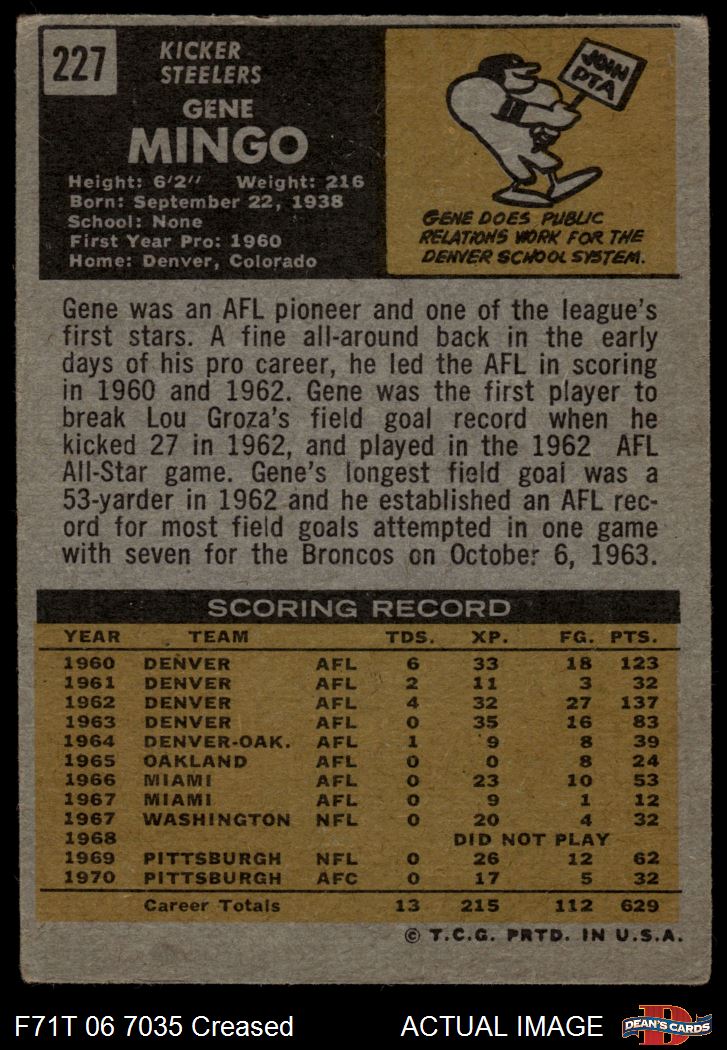 227
KICKER
STEELERS
GENE
MINGO
Height: 6'2" Weight: 216
Born: September 22, 1938
School: None
First Year Pro: 1960
Home: Denver, Colorado
JOIN
PTA
GENE DOES PUBLIC
RELATIONS WORK FOR THE
DENVER SCHOOL SYSTEM.
Gene was an AFL pioneer and one of the league's
first stars. A fine all-around back in the early
days of his pro career, he led the AFL in scoring
in 1960 and 1962. Gene was the first player to
break Lou Groza's field goal record when he
kicked 27 in 1962, and played in the 1962 AFL
All-Star game. Gene's longest field goal was a
53-yarder in 1962 and he established an AFL rec-
ord for most field goals attempted in one game
with seven for the Broncos on October 6, 1963.
SCORING RECORD
YEAR TEAM TDS. XP. FG. PTS.
1960 DENVER AFL 6 33 18 123
1961 DENVER AFL 2 11 3 32
1962 DENVER AFL 4 32 27 137
1963 DENVER AFL 0 35 16 83
1964 DENVER-OAK. AFL 1 9 8 39
1965 OAKLAND AFL 0 0 8 24
1966 MIAMI AFL 0 23 10 53
1967 MIAMI AFL 0 9 1 12
1967 WASHINGTON NFL 0 20 4 32
1968 DID NOT PLAY
1969 PITTSBURGH NFL 0 26 12 62
1970 PITTSBURGH AFC 0 17 5 32
Career Totals 13 215 112 629
© T.C.G. PRTD. IN U.S.A.
F71T 06 7035 Creased ACTUAL IMAGE
D
DEAN'S CARDS